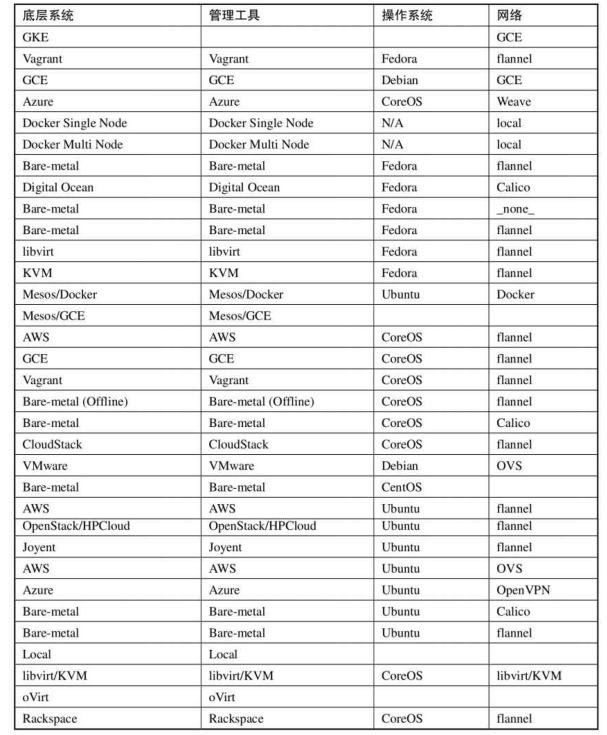 底层系统 管理工具 操作系统 网络
GKE GCE
Vagrant Vagrant Fedora flannel
GCE GCE Debian GCE
Azure Azure CoreOS Weave
Docker Single Node Docker Single Node N/A local
Docker Multi Node Docker Multi Node N/A local
Bare-metal Bare-metal Fedora flannel
Digital Ocean Digital Ocean Fedora Calico
Bare-metal Bare-metal Fedora _none_
Bare-metal Bare-metal Fedora flannel
libvirt libvirt Fedora flannel
KVM KVM Fedora flannel
Mesos/Docker Mesos/Docker Ubuntu Docker
Mesos/GCE Mesos/GCE
AWS AWS CoreOS flannel
GCE GCE CoreOS flannel
Vagrant Vagrant CoreOS flannel
Bare-metal (Offline) Bare-metal (Offline) CoreOS flannel
Bare-metal Bare-metal CoreOS Calico
CloudStack CloudStack CoreOS flannel
VMware VMware Debian OVS
Bare-metal Bare-metal CentOS
AWS AWS Ubuntu flannel
OpenStack/HPCloud OpenStack/HPCloud Ubuntu flannel
Joyent Joyent Ubuntu flannel
AWS AWS Ubuntu OVS
Azure Azure Ubuntu OpenVPN
Bare-metal Bare-metal Ubuntu Calico
Bare-metal Bare-metal Ubuntu flannel
Local Local
libvirt/KVM libvirt/KVM CoreOS libvirt/KVM
oVirt oVirt
Rackspace Rackspace CoreOS flannel